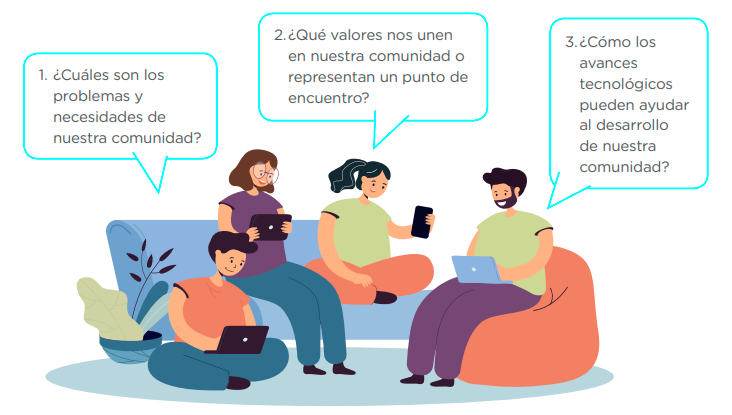 1. ¿Cuáles son los
problemas y
necesidades de
nuestra comunidad?
2. ¿Qué valores nos unen
en nuestra comunidad o
representan un punto de
encuentro?
3. ¿Cómo los
avances
tecnológicos
pueden ayudar
al desarrollo
de nuestra
comunidad?